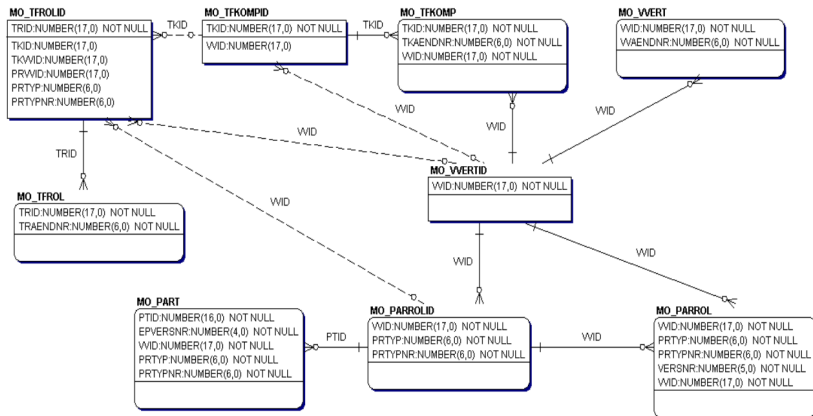 MO_TFROLID
TRID:NUMBER(17,0) NOT NULL
TKID:NUMBER(17,0)
TKVVID:NUMBER(17,0)
PRVVID:NUMBER(17,0)
PRTYP:NUMBER(6,0)
PRTYPNR:NUMBER(6,0)
TKID
MO_TFKOMPID
TKID:NUMBER(17,0) NOT NULL
VVID:NUMBER(17,0)
TKID
MO_TFKOMP
TKID:NUMBER(17,0) NOT NULL
TKAENDNR:NUMBER(6,0) NOT NULL
VVID:NUMBER(17,0) NOT NULL
MO_VVERT
VVID:NUMBER(17,0) NOT NULL
VVAENDNR:NUMBER(6,0) NOT NULL
VVID
VVID
VVID
VVID
TRID
VVID
MO_TFROL
TRID:NUMBER(17,0) NOT NULL
TRAENDNR:NUMBER(6,0) NOT NULL
MO_VVERTID
VVID:NUMBER(17,0) NOT NULL
VVID
VVID
MO_PART
PTID:NUMBER(16,0) NOT NULL
EPVERSNR:NUMBER(4,0) NOT NULL
VVID:NUMBER(17,0) NOT NULL
PRTYP:NUMBER(6,0) NOT NULL
PRTYPNR:NUMBER(6,0) NOT NULL
PTID
MO_PARROLID
VVID:NUMBER(17,0) NOT NULL
PRTYP:NUMBER(6,0) NOT NULL
PRTYPNR:NUMBER(6,0) NOT NULL
VVID
MO_PARROL
VVID:NUMBER(17,0) NOT NULL
PRTYP:NUMBER(6,0) NOT NULL
PRTYPNR:NUMBER(6,0) NOT NULL
VERSNR:NUMBER(5,0) NOT NULL
VVID:NUMBER(17,0) NOT NULL